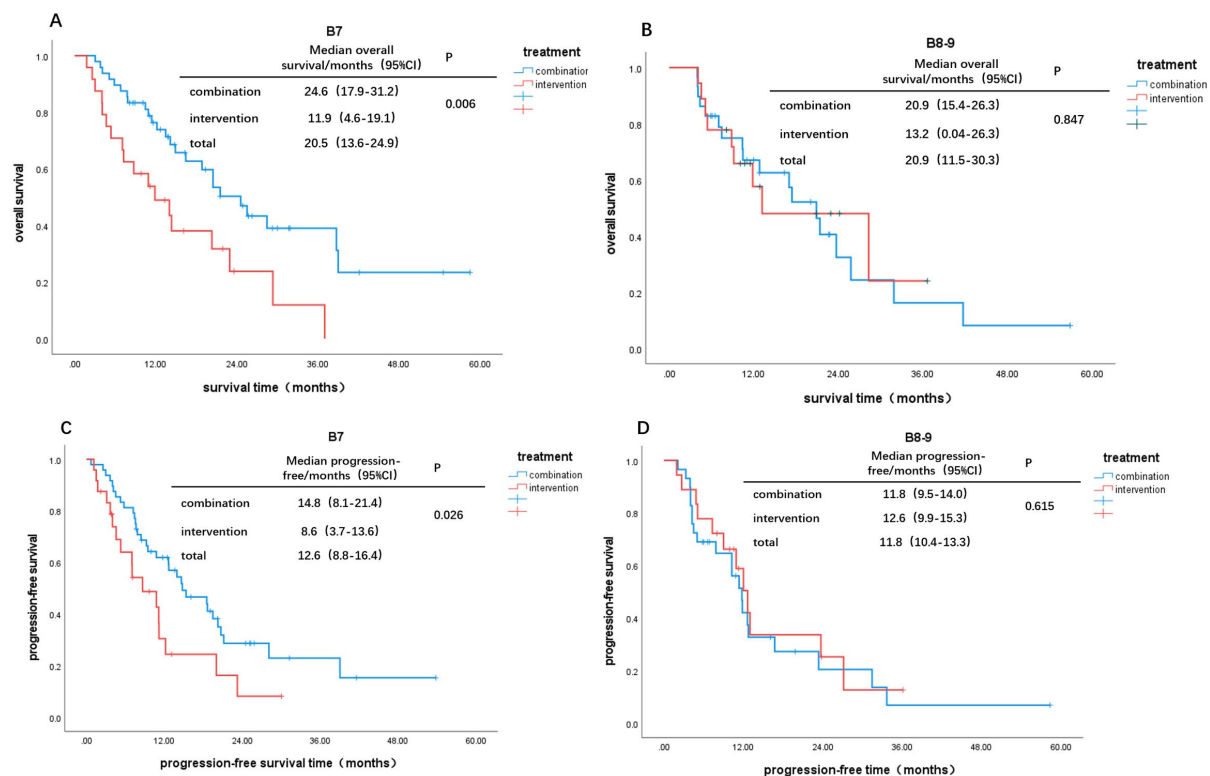 A
B7
Median overall
survival/months (95%CI)
P
treatment
combination
intervention
combination 24.6 (17.9-31.2)
0.006
intervention 11.9 (4.6-19.1)
total 20.5 (13.6-24.9)
1.0
0.8
0.6
0.4
0.2
0.0
overall survival
.00 12.00 24.00 36.00 48.00 60.00
survival time（months）
B
B8-9
Median overall
survival/months (95%CI)
P
treatment
combination
intervention
combination 20.9 (15.4-26.3)
0.847
intervention 13.2 (0.04-26.3)
total 20.9 (11.5-30.3)
1.0
0.8
0.6
0.4
0.2
0.0
overall survival
.00 12.00 24.00 36.00 48.00 60.00
survival time（months）
C
B7
Median progression-
free/months (95%CI)
P
treatment
combination
intervention
combination 14.8 (8.1-21.4)
0.026
intervention 8.6 (3.7-13.6)
total 12.6 (8.8-16.4)
1.0
0.8
0.6
0.4
0.2
0.0
progression-free survival
.00 12.00 24.00 36.00 48.00 60.00
progression-free survival time（months）
D
B8-9
Median progression-
free/months (95%CI)
P
treatment
combination
intervention
combination 11.8 (9.5-14.0)
0.615
intervention 12.6 (9.9-15.3)
total 11.8 (10.4-13.3)
1.0
0.8
0.6
0.4
0.2
0.0
progression-free survival
.00 12.00 24.00 36.00 48.00 60.00
progression-free time（months）